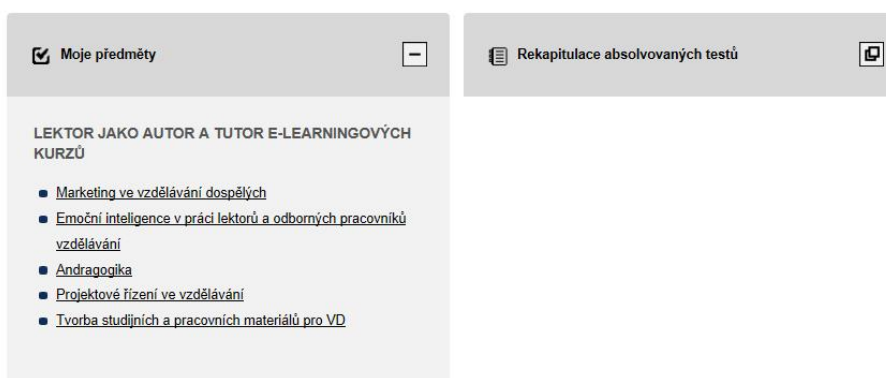 Moje předměty
Rekapitulace absolvovaných testů
LEKTOR JAKO AUTOR A TUTOR E-LEARNINGOVÝCH
KURZŮ
Marketing ve vzdělávání dospělých
Emoční inteligence v práci lektorů a odborných pracovníků
vzdělávání
Andragogika
Projektové řízení ve vzdělávání
Tvorba studijních a pracovních materiálů pro VD